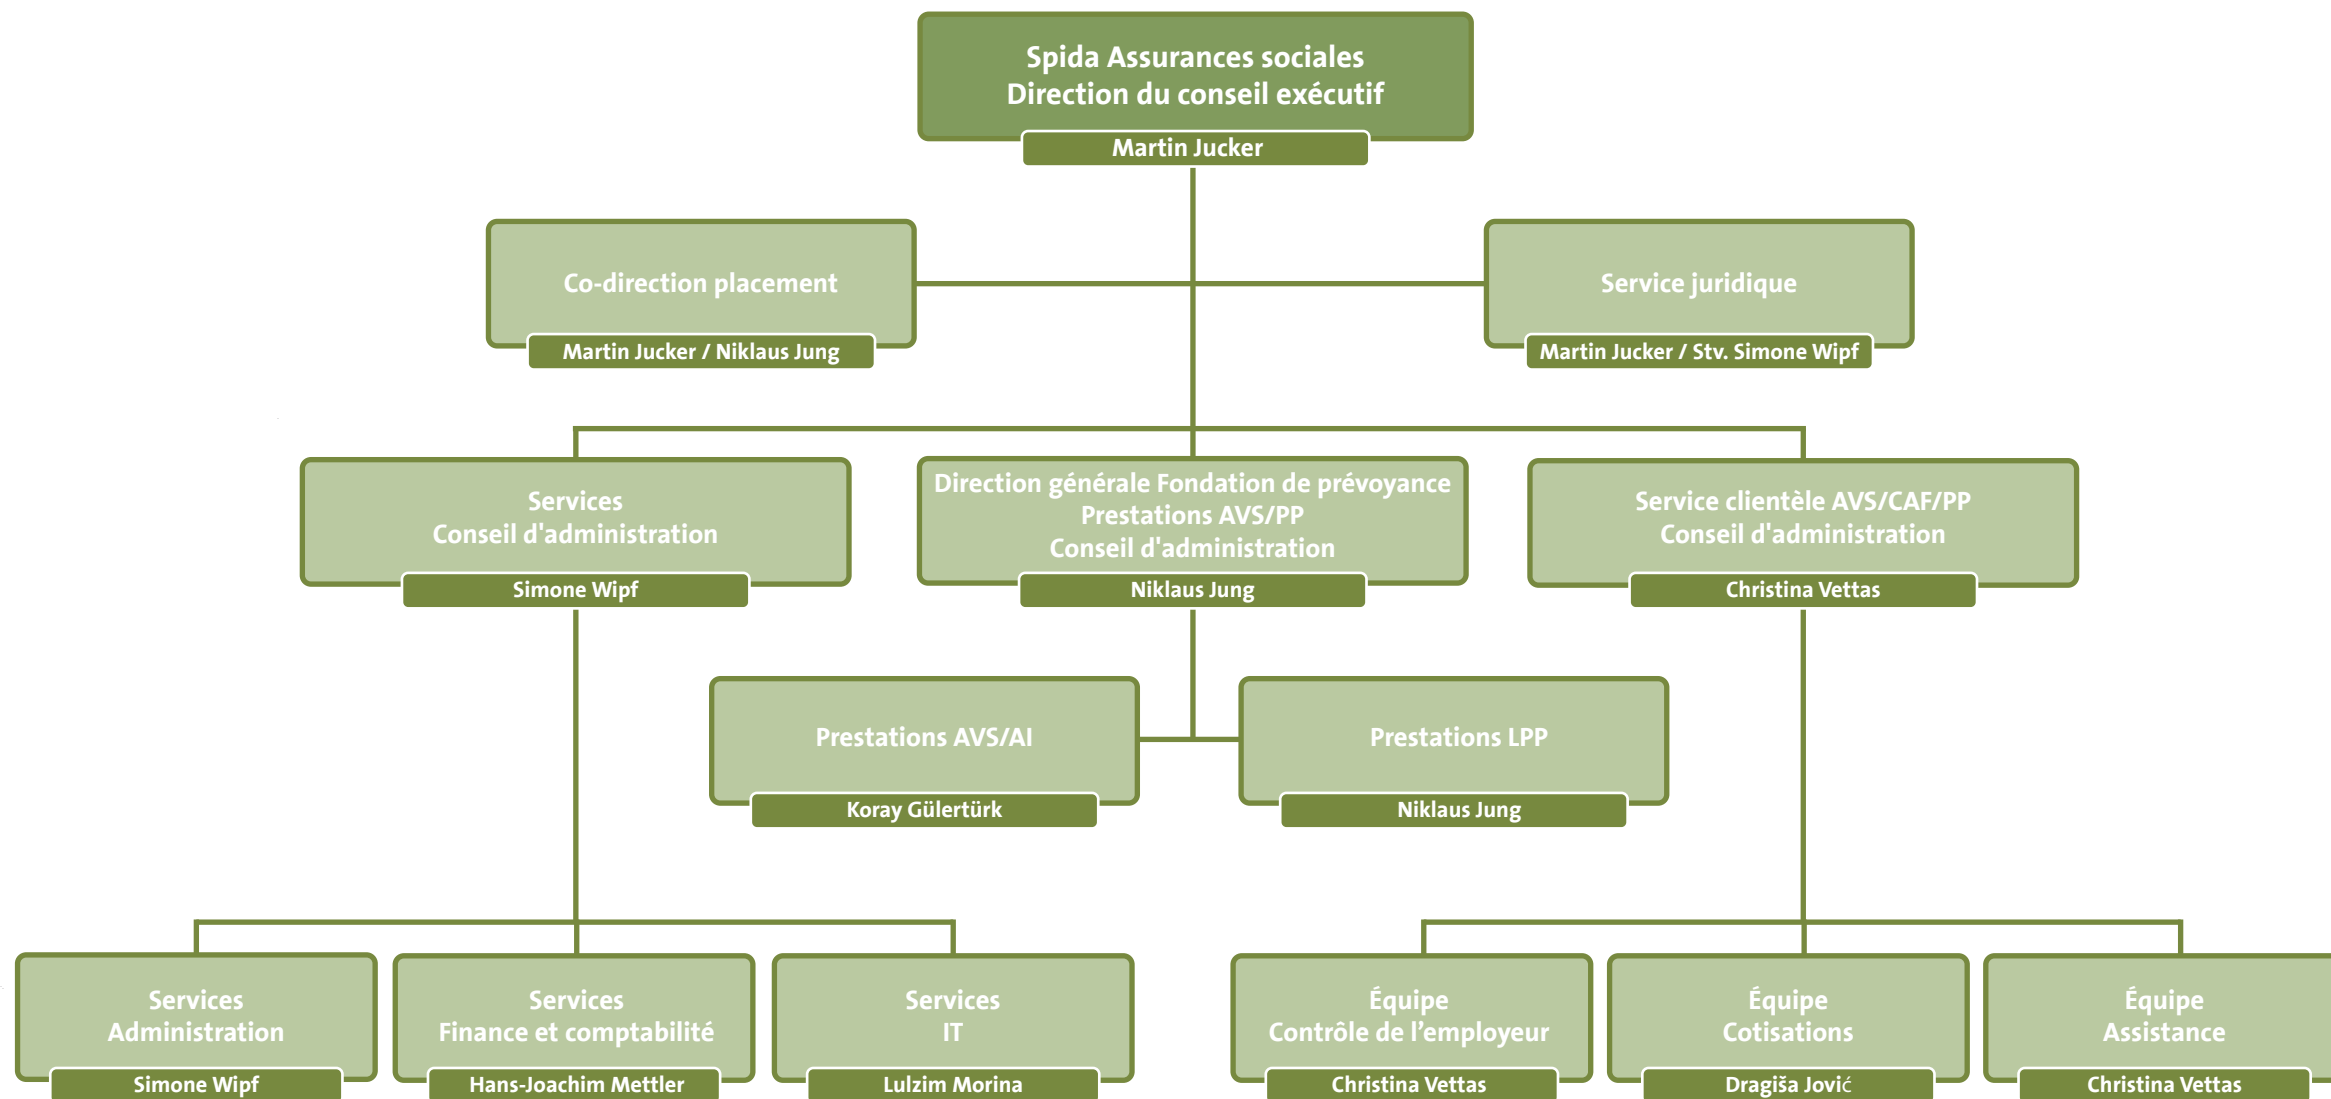 Spida Assurances sociales
Direction du conseil exécutif
Martin Jucker
Co-direction placement
Martin Jucker / Niklaus Jung
Service juridique
Martin Jucker / Stv. Simone Wipf
Services
Conseil d'administration
Simone Wipf
Direction générale Fondation de prévoyance
Prestations AVS/PP
Conseil d'administration
Niklaus Jung
Service clientèle AVS/CAF/PP
Conseil d'administration
Christina Vettas
Prestations AVS/AI
Koray Gülertürk
Prestations LPP
Niklaus Jung
Services
Administration
Simone Wipf
Services
Finance et comptabilité
Hans-Joachim Mettler
Services
IT
Lulzim Morina
Équipe
Contrôle de l’employeur
Christina Vettas
Équipe
Cotisations
Dragiša Jović
Équipe
Assistance
Christina Vettas